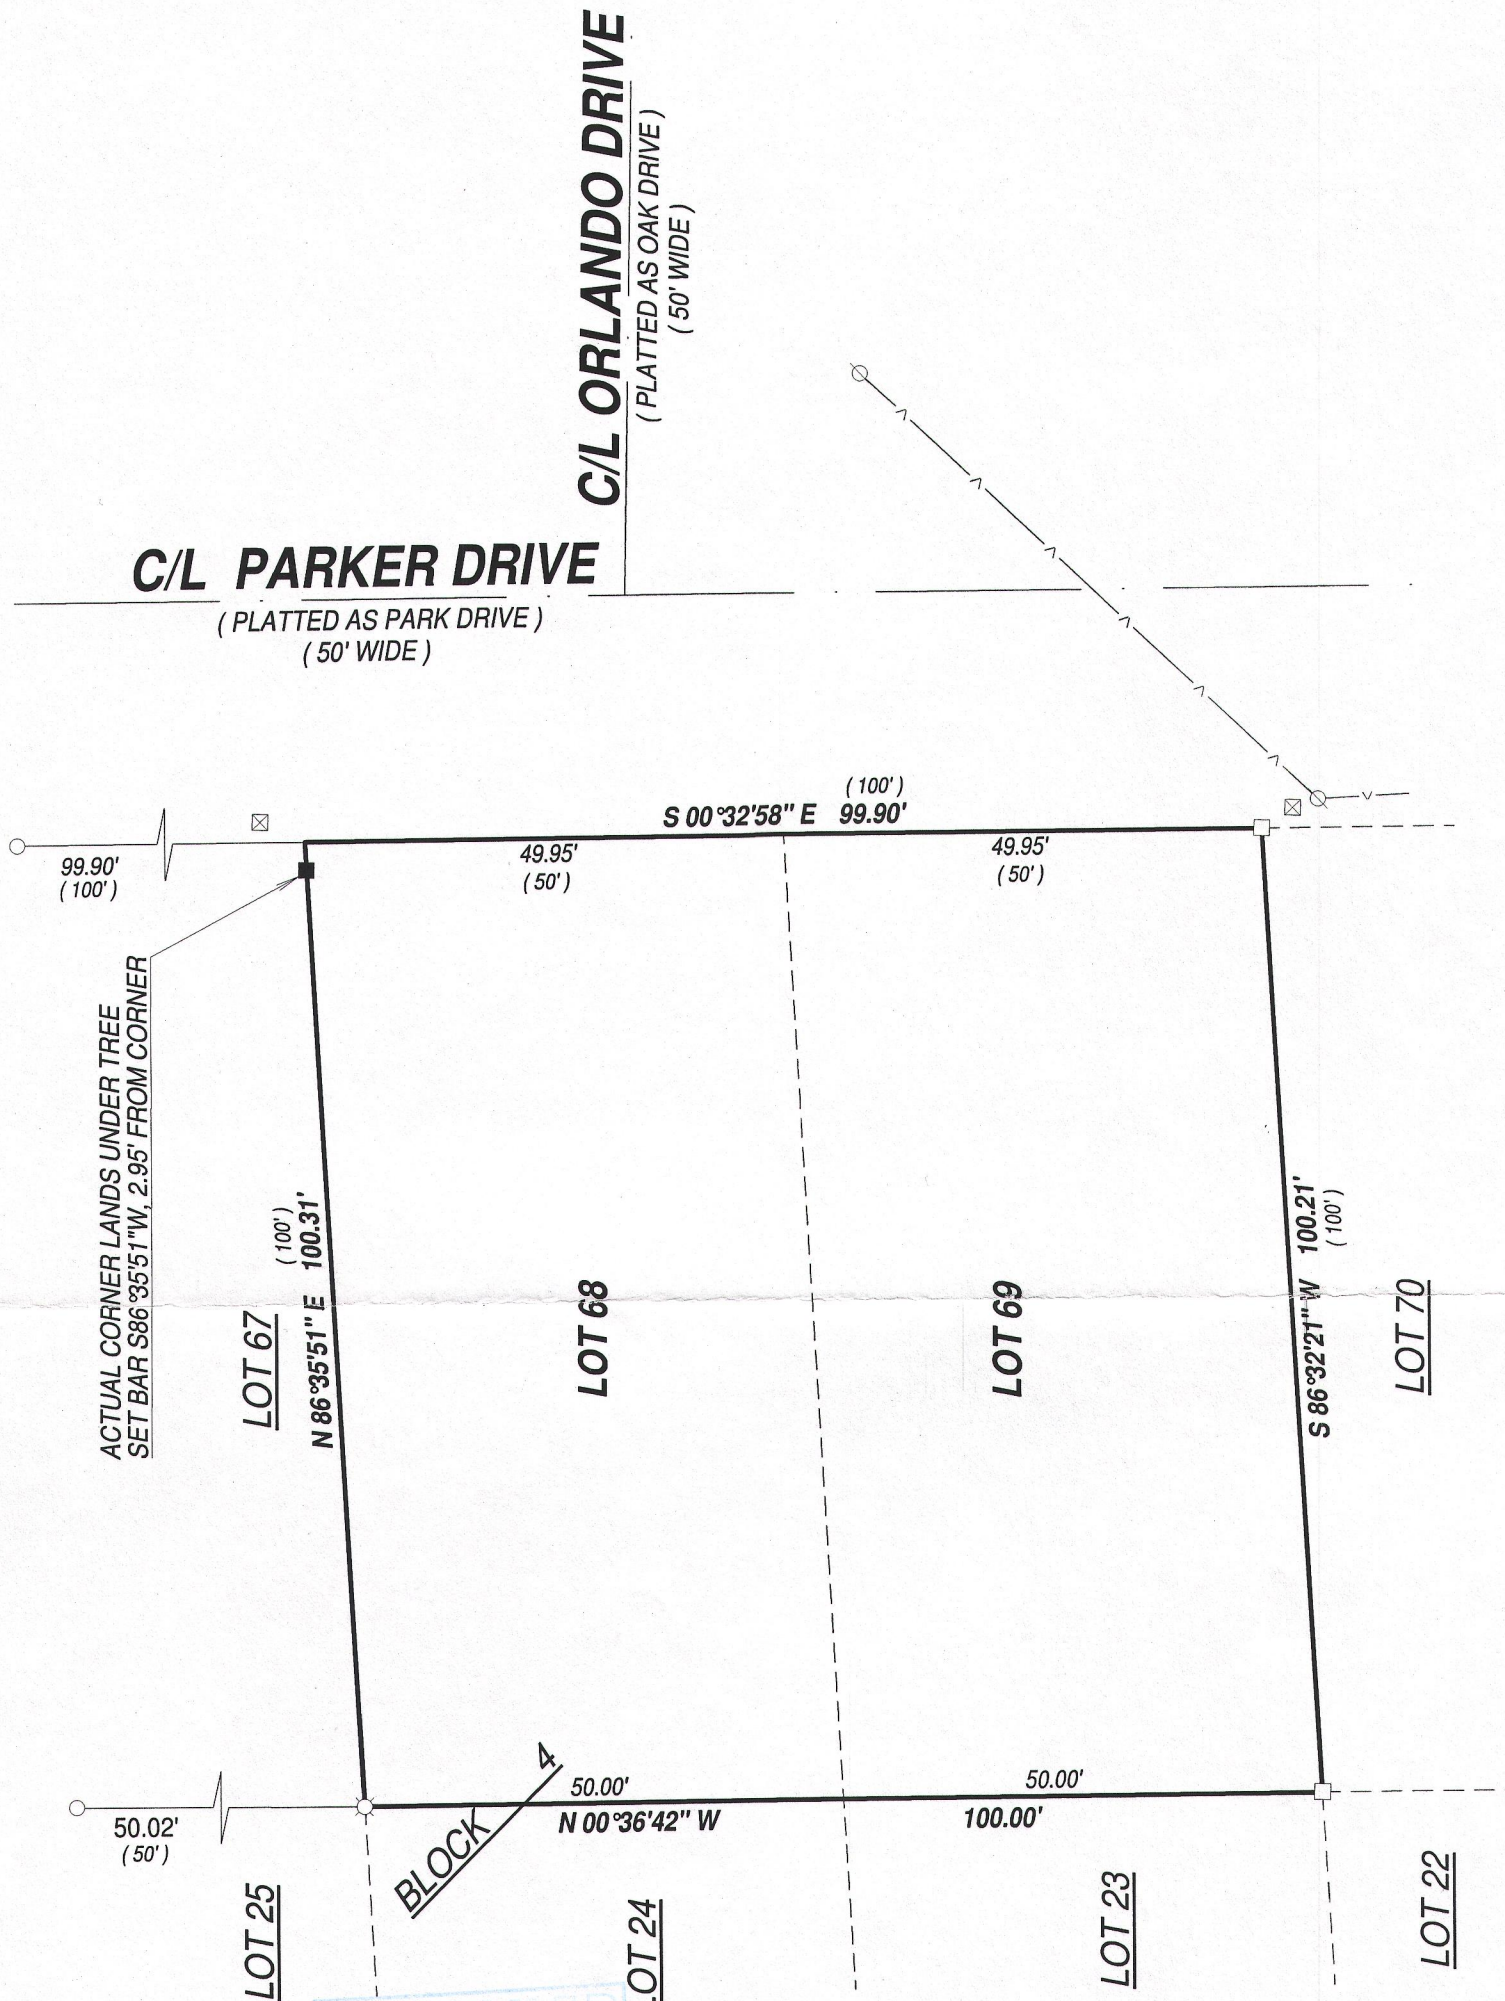 C/L ORLANDO DRIVE
( PLATTED AS OAK DRIVE )
( 50' WIDE )
C/L PARKER DRIVE
( PLATTED AS PARK DRIVE )
( 50' WIDE )
( 100' )
S 00°32'58" E 99.90'
99.90'
( 100' )
49.95'
( 50' )
49.95'
( 50' )
ACTUAL CORNER LANDS UNDER TREE
SET BAR S86°35'51"W, 2.95' FROM CORNER
LOT 67
( 100' )
N 86°35'51" E 100.31'
LOT 68
LOT 69
S 86°32'21" W 100.21'
( 100' )
LOT 70
50.02'
( 50' )
BLOCK 4
50.00'
50.00'
N 00°36'42" W 100.00'
LOT 25
LOT 24
LOT 23
LOT 22